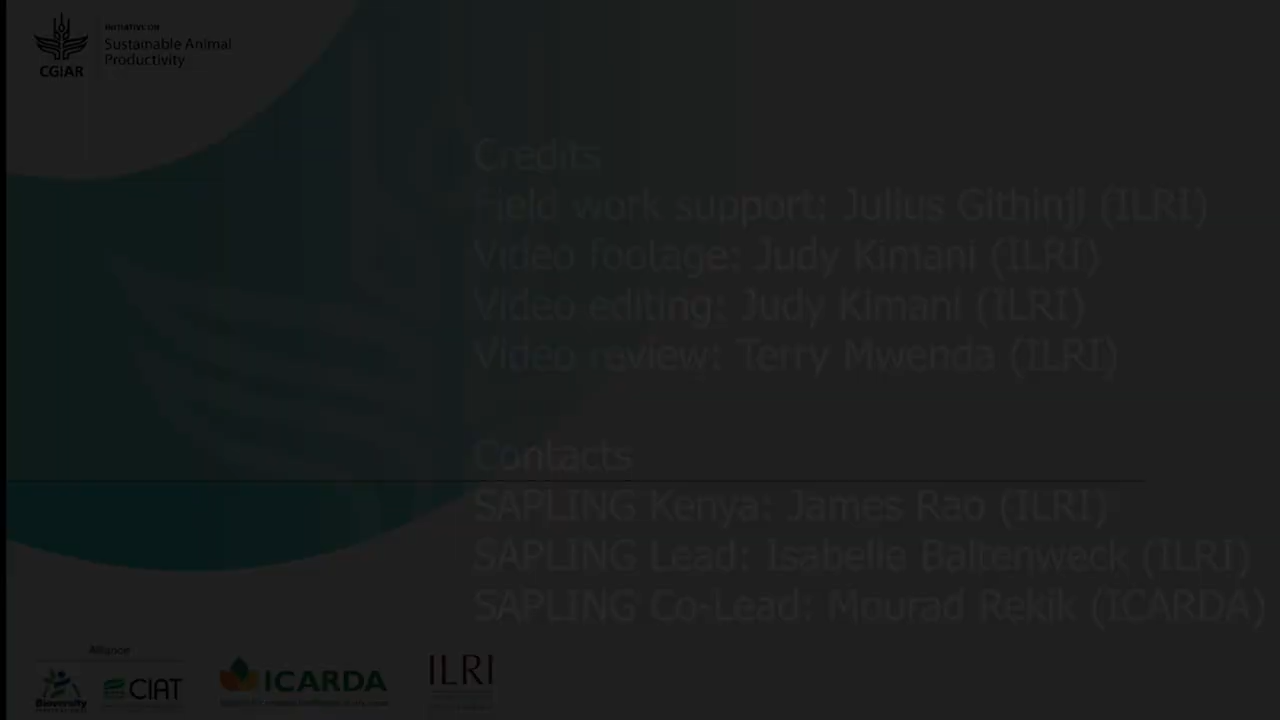 INITIATIVE ON
Sustainable Animal
Productivity
CGIAR
Credits
Field work support: Julius Githinji (ILRI)
Video footage: Judy Kimani (ILRI)
Video editing: Judy Kimani (ILRI)
Video review: Terry Mwenda (ILRI)
Contacts
SAPLING Kenya: James Rao (ILRI)
SAPLING Lead: Isabelle Baltenweck (ILRI)
SAPLING Co-Lead: Mourad Rekik (ICARDA)
Alliance
Bioversity
CIAT
ICARDA
ILRI